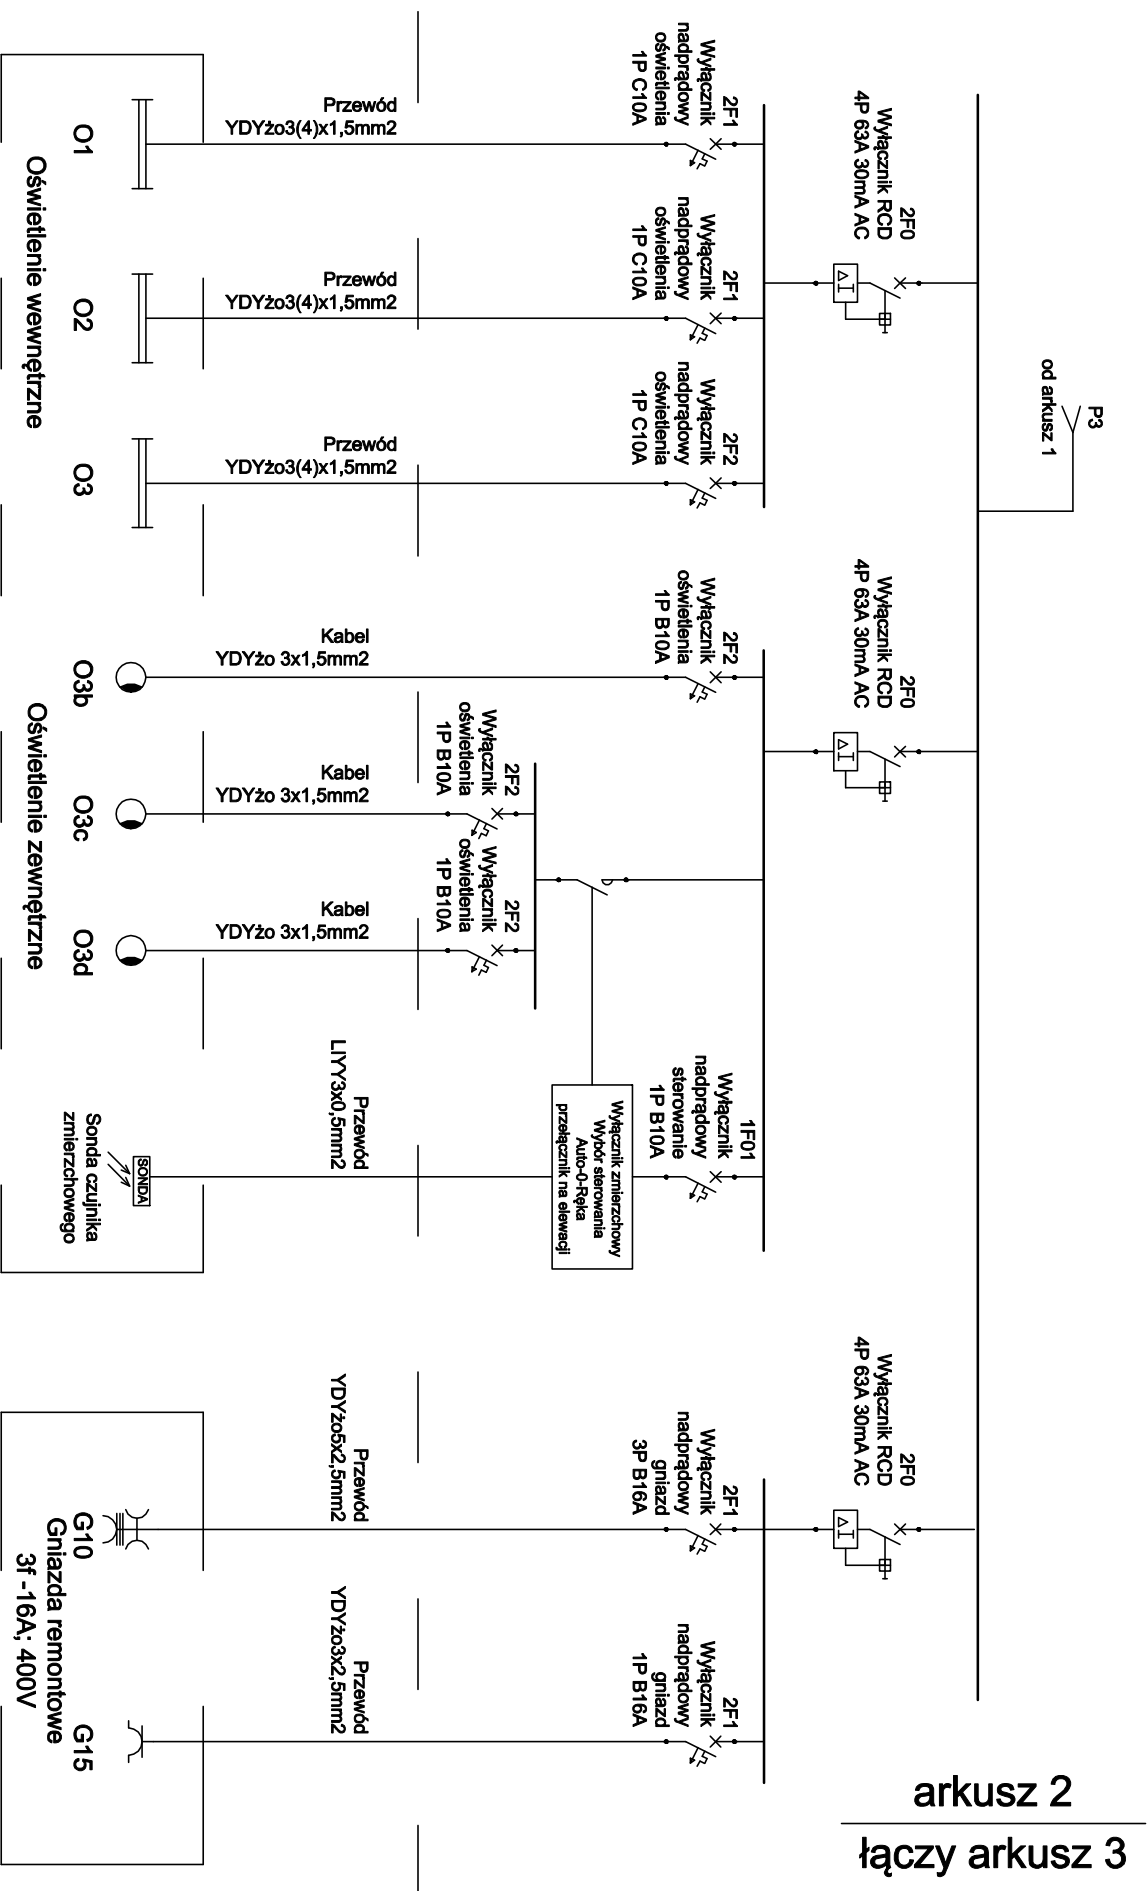 P3
od arkusz 1
2F0
Wyłącznik RCD
4P 63A 30mA AC
2F0
Wyłącznik RCD
4P 63A 30mA AC
2F0
Wyłącznik RCD
4P 63A 30mA AC
2F1
Wyłącznik
nadprądowy
oświetlenia
1P C10A
2F1
Wyłącznik
nadprądowy
oświetlenia
1P C10A
2F2
Wyłącznik
nadprądowy
oświetlenia
1P C10A
2F2
Wyłącznik
oświetlenia
1P B10A
2F2
Wyłącznik
oświetlenia
1P B10A
2F2
Wyłącznik
oświetlenia
1P B10A
1F01
Wyłącznik
nadprądowy
sterowanie
1P B10A
Wyłącznik zmierzchowy
Wybór sterowania
Auto-0-Ręka
przełącznik na elewacji
2F1
Wyłącznik
nadprądowy
gniazd
3P B16A
2F1
Wyłącznik
nadprądowy
gniazd
1P B16A
Przewód
YDYżo3(4)x1,5mm2
Przewód
YDYżo3(4)x1,5mm2
Przewód
YDYżo3(4)x1,5mm2
Kabel
YDYżo 3x1,5mm2
Kabel
YDYżo 3x1,5mm2
Kabel
YDYżo 3x1,5mm2
Przewód
LIYY3x0,5mm2
Przewód
YDYżo5x2,5mm2
Przewód
YDYżo3x2,5mm2
SONDA
O1
O2
O3
Oświetlenie wewnętrzne
O3b
O3c
O3d
Oświetlenie zewnętrzne
Sonda czujnika
zmierzchowego
G10
G15
Gniazda remontowe
3f -16A; 400V
arkusz 2
łączy arkusz 3